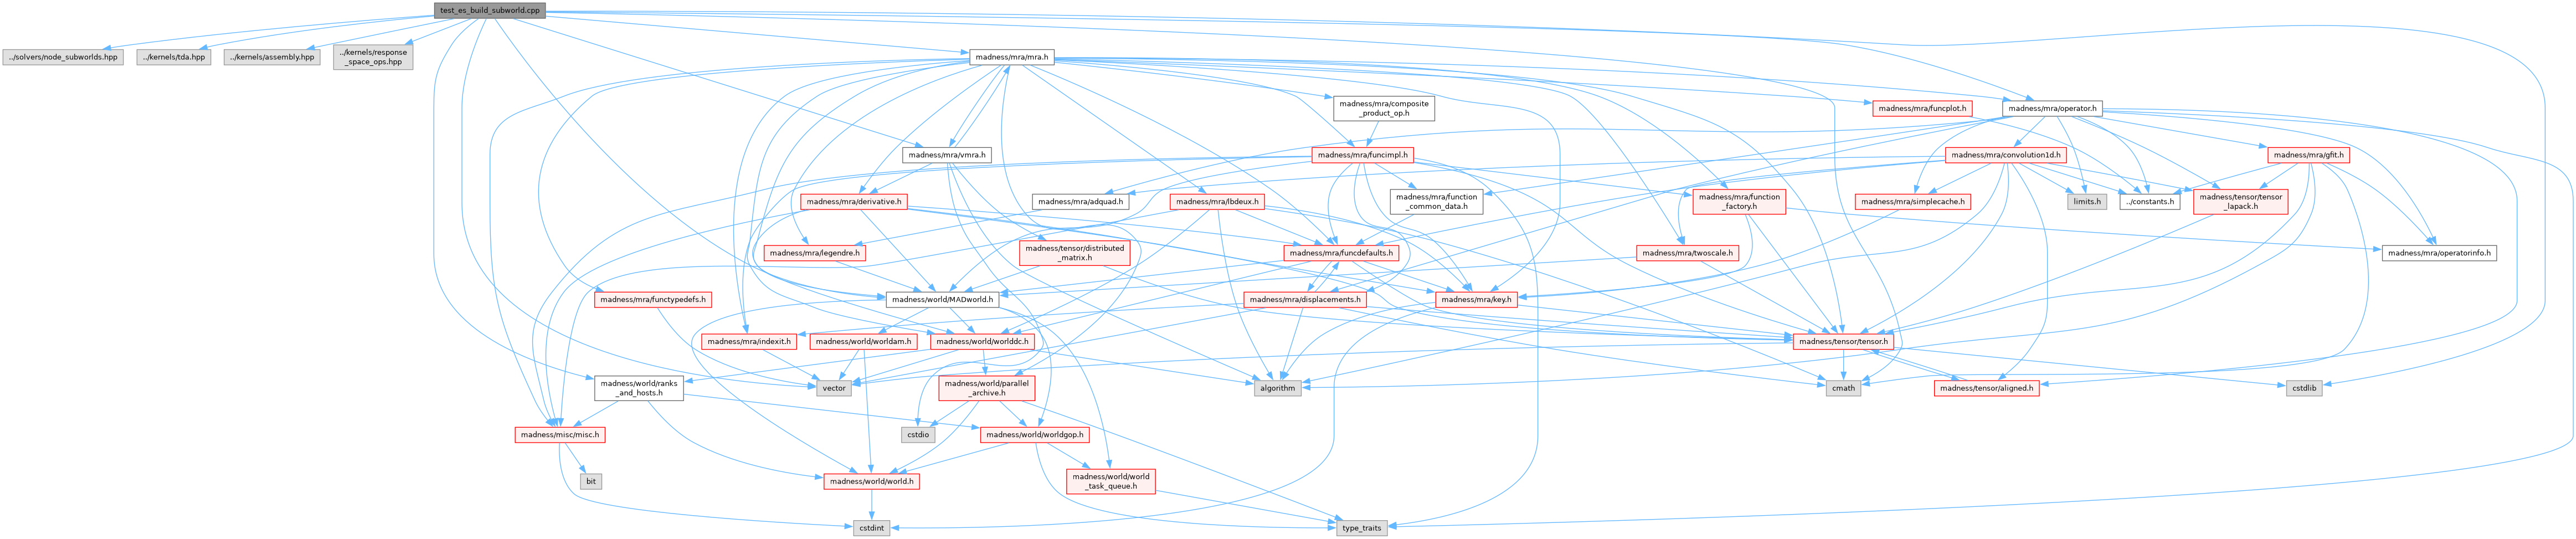 test_es_build_subworld.cpp
../solvers/node_subworlds.hpp
../kernels/tda.hpp
../kernels/assembly.hpp
../kernels/response
_space_ops.hpp
madness/mra/mra.h
madness/mra/composite
_product_op.h
madness/mra/funcplot.h
madness/mra/operator.h
madness/mra/vmra.h
madness/mra/funcimpl.h
madness/mra/convolution1d.h
madness/mra/gfit.h
madness/mra/derivative.h
madness/mra/adquad.h
madness/mra/lbdeux.h
madness/mra/function
_common_data.h
madness/mra/function
_factory.h
madness/mra/simplecache.h
limits.h
../constants.h
madness/tensor/tensor
_lapack.h
madness/mra/legendre.h
madness/tensor/distributed
_matrix.h
madness/mra/funcdefaults.h
madness/mra/twoscale.h
madness/mra/operatorinfo.h
madness/mra/functypedefs.h
madness/world/MADworld.h
madness/mra/displacements.h
madness/mra/key.h
madness/mra/indexit.h
madness/world/worldam.h
madness/world/worlddc.h
madness/tensor/tensor.h
madness/world/ranks
_and_hosts.h
vector
madness/world/parallel
_archive.h
algorithm
cmath
madness/tensor/aligned.h
cstdlib
madness/misc/misc.h
cstdio
madness/world/worldgop.h
bit
madness/world/world.h
madness/world/world
_task_queue.h
cstdint
type_traits